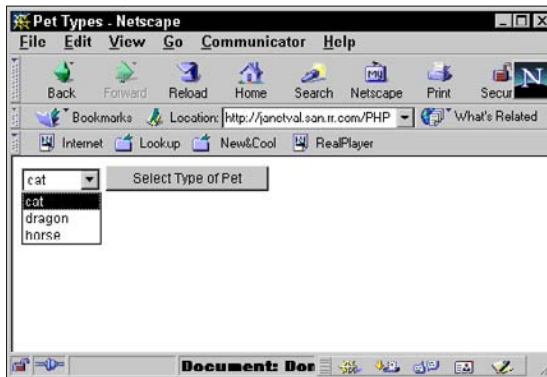 Pet Types - Netscape
File Edit View Go Communicator Help
Back Forward Reload Home Search Netscape Print Secur
N
Bookmarks Location: http://janetval.san.rr.com/PHP What's Related
Internet Lookup New&Cool RealPlayer
cat Select Type of Pet
cat
dragon
horse
Document: Dor